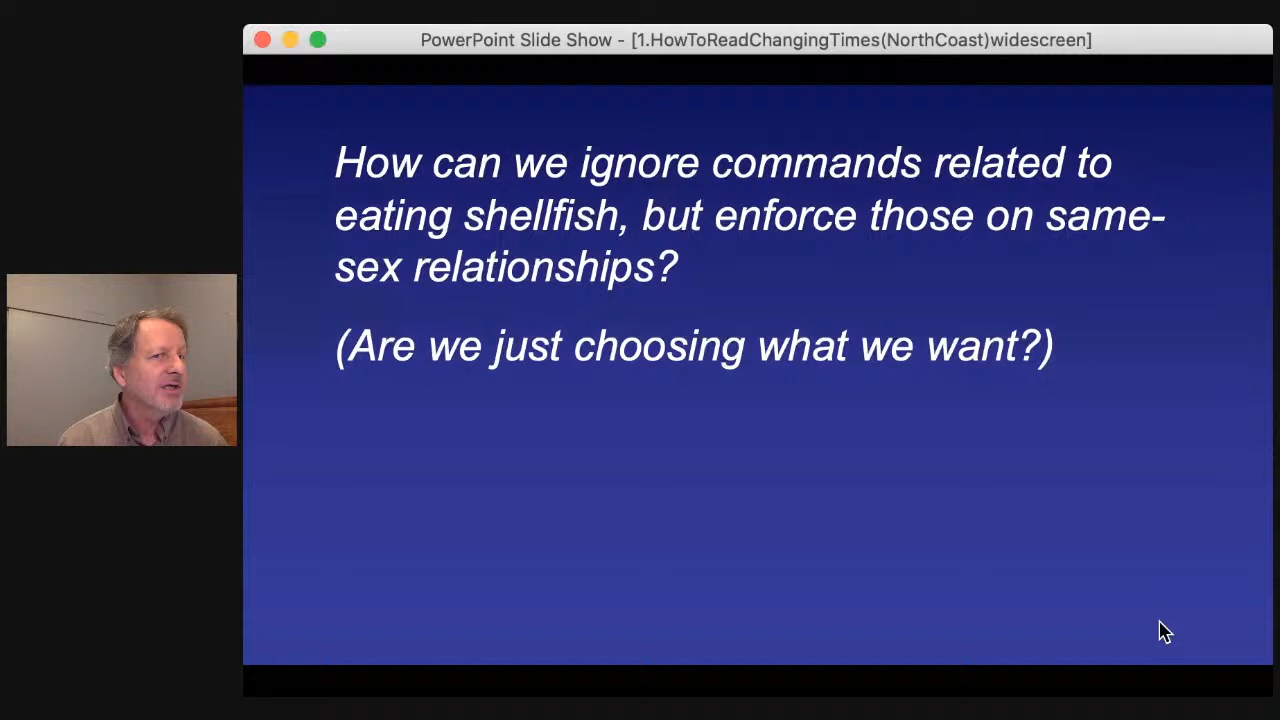 PowerPoint Slide Show - [1.HowToReadChangingTimes(NorthCoast)widescreen]
How can we ignore commands related to
eating shellfish, but enforce those on same-
sex relationships?
(Are we just choosing what we want?)